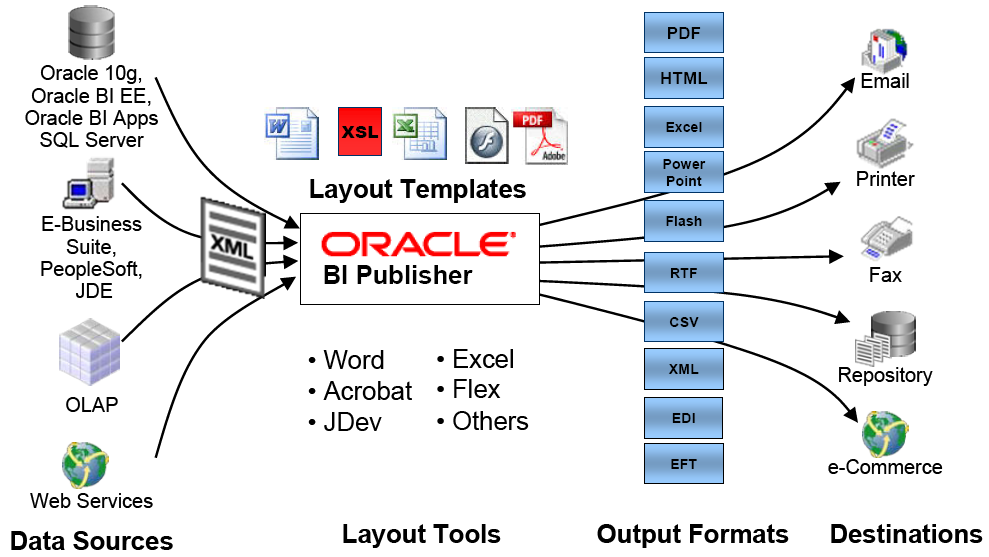 Oracle 10g,
Oracle BI EE,
Oracle BI Apps
SQL Server
E-Business
Suite,
PeopleSoft,
JDE
OLAP
Web Services
Data Sources
XML
W
XSL
X
PDF
Adobe
Layout Templates
ORACLE®
BI Publisher
• Word
• Acrobat
• JDev
• Excel
• Flex
• Others
Layout Tools
PDF
HTML
Excel
Power
Point
Flash
RTF
CSV
XML
EDI
EFT
Output Formats
Email
Printer
Fax
Repository
e-Commerce
Destinations